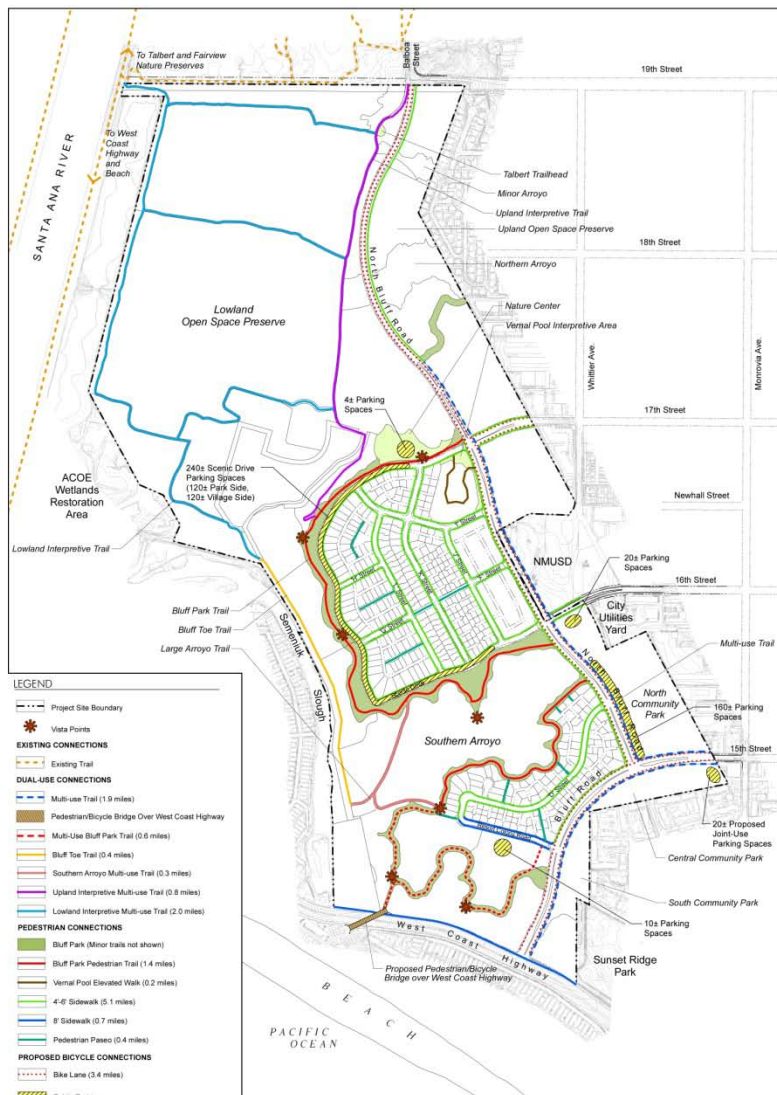 To Talbert and Fairview
Nature Preserves
Balboa
Street
19th Street
To West
Coast
Highway
and
Beach
SANTA ANA RIVER
Talbert Trailhead
Minor Arroyo
Upland Interpretive Trail
Upland Open Space Preserve
18th Street
Northern Arroyo
North Bluff Road
Lowland
Open Space Preserve
Nature Center
Vernal Pool Interpretive Area
Whittier Ave.
Monrovia Ave.
4± Parking
Spaces
17th Street
240± Scenic Drive
Parking Spaces
(120± Park Side,
120± Village Side)
ACOE
Wetlands
Restoration
Area
Newhall Street
Lowland Interpretive Trail
NMUSD
20± Parking
Spaces
16th Street
City
Utilities
Yard
Bluff Park Trail
Bluff Toe Trail
Large Arroyo Trail
Semeniuk
Slough
Multi-use Trail
North Bluff Road
North
Community
Park
160± Parking
Spaces
Southern Arroyo
15th Street
Bluff Road
20± Proposed
Joint-Use
Parking Spaces
Central Community Park
South Community Park
10± Parking
Spaces
West Coast Highway
Sunset Ridge
Park
Proposed Pedestrian/Bicycle
Bridge over West Coast Highway
BEACH
PACIFIC
OCEAN
LEGEND
Project Site Boundary
Vista Points
EXISTING CONNECTIONS
Existing Trail
DUAL-USE CONNECTIONS
Multi-use Trail (1.9 miles)
Pedestrian/Bicycle Bridge Over West Coast Highway
Multi-Use Bluff Park Trail (0.6 miles)
Bluff Toe Trail (0.4 miles)
Southern Arroyo Multi-use Trail (0.3 miles)
Upland Interpretive Multi-use Trail (0.8 miles)
Lowland Interpretive Multi-use Trail (2.0 miles)
PEDESTRIAN CONNECTIONS
Bluff Park (Minor trails not shown)
Bluff Park Pedestrian Trail (1.4 miles)
Vernal Pool Elevated Walk (0.2 miles)
4'-6' Sidewalk (5.1 miles)
8' Sidewalk (0.7 miles)
Pedestrian Paseo (0.4 miles)
PROPOSED BICYCLE CONNECTIONS
Bike Lane (3.4 miles)